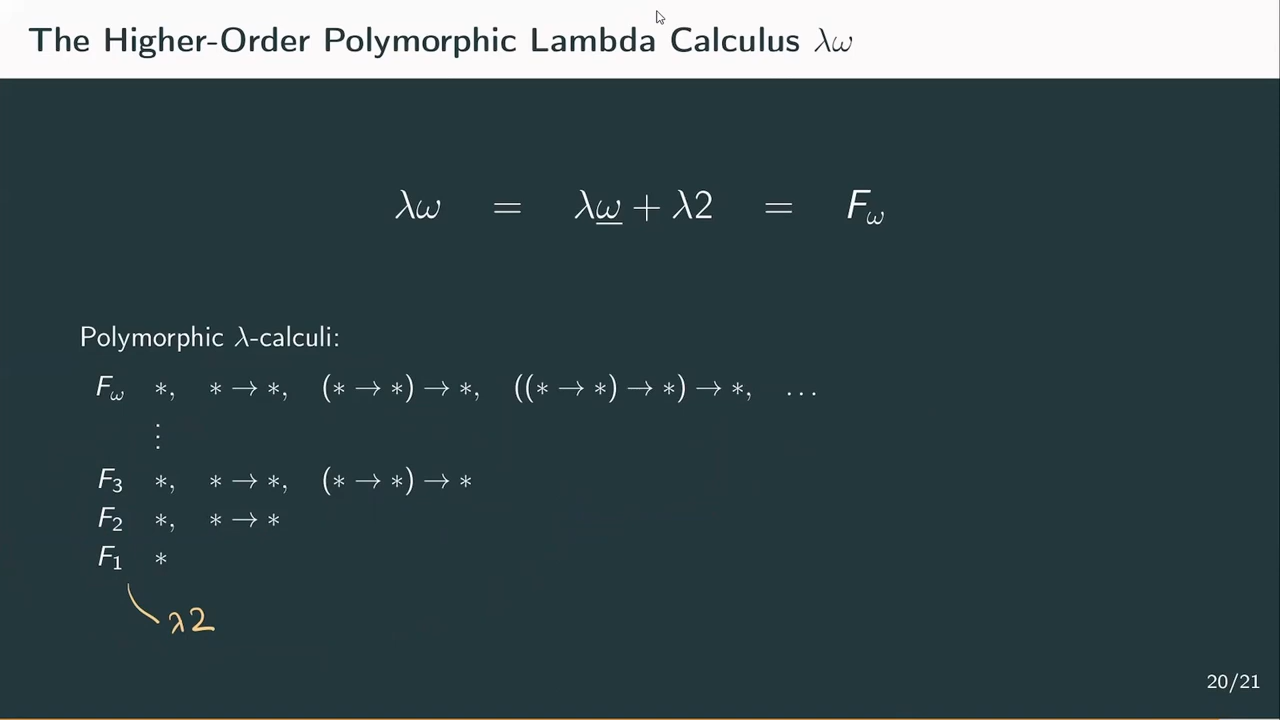 The Higher-Order Polymorphic Lambda Calculus λω
λω = λω̲ + λ2 = Fω
Polymorphic λ-calculi:
Fω *, * → *, (* → *) → *, ((* → *) → *) → *, ...
⋮
F₃ *, * → *, (* → *) → *
F₂ *, * → *
F₁ *
λ2
20/21